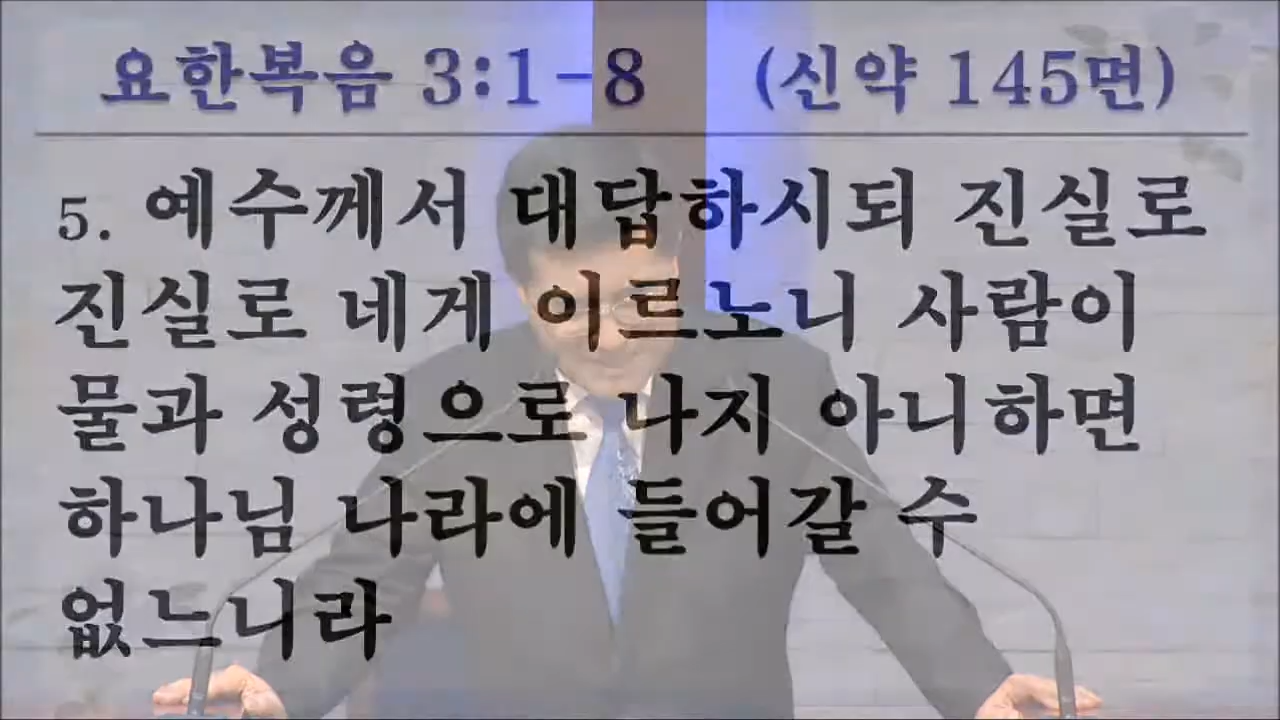 요한복음 3:1-8 (신약 145면)
5. 예수께서 대답하시되 진실로
진실로 네게 이르노니 사람이
물과 성령으로 나지 아니하면
하나님 나라에 들어갈 수
없느니라